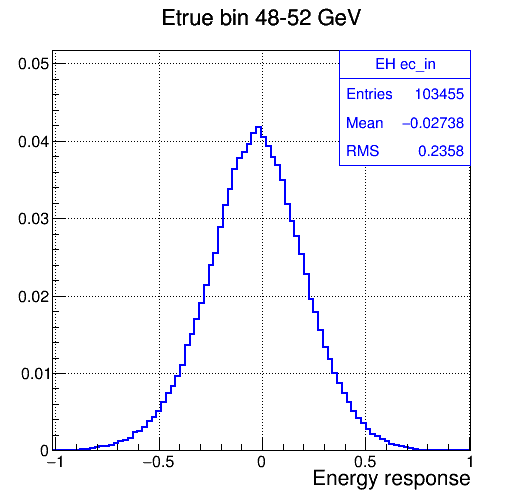 Etrue bin 48-52 GeV
EH ec_in
Entries 103455
Mean −0.02738
RMS 0.2358
0.05
0.04
0.03
0.02
0.01
0
−1 −0.5 0 0.5 1
Energy response